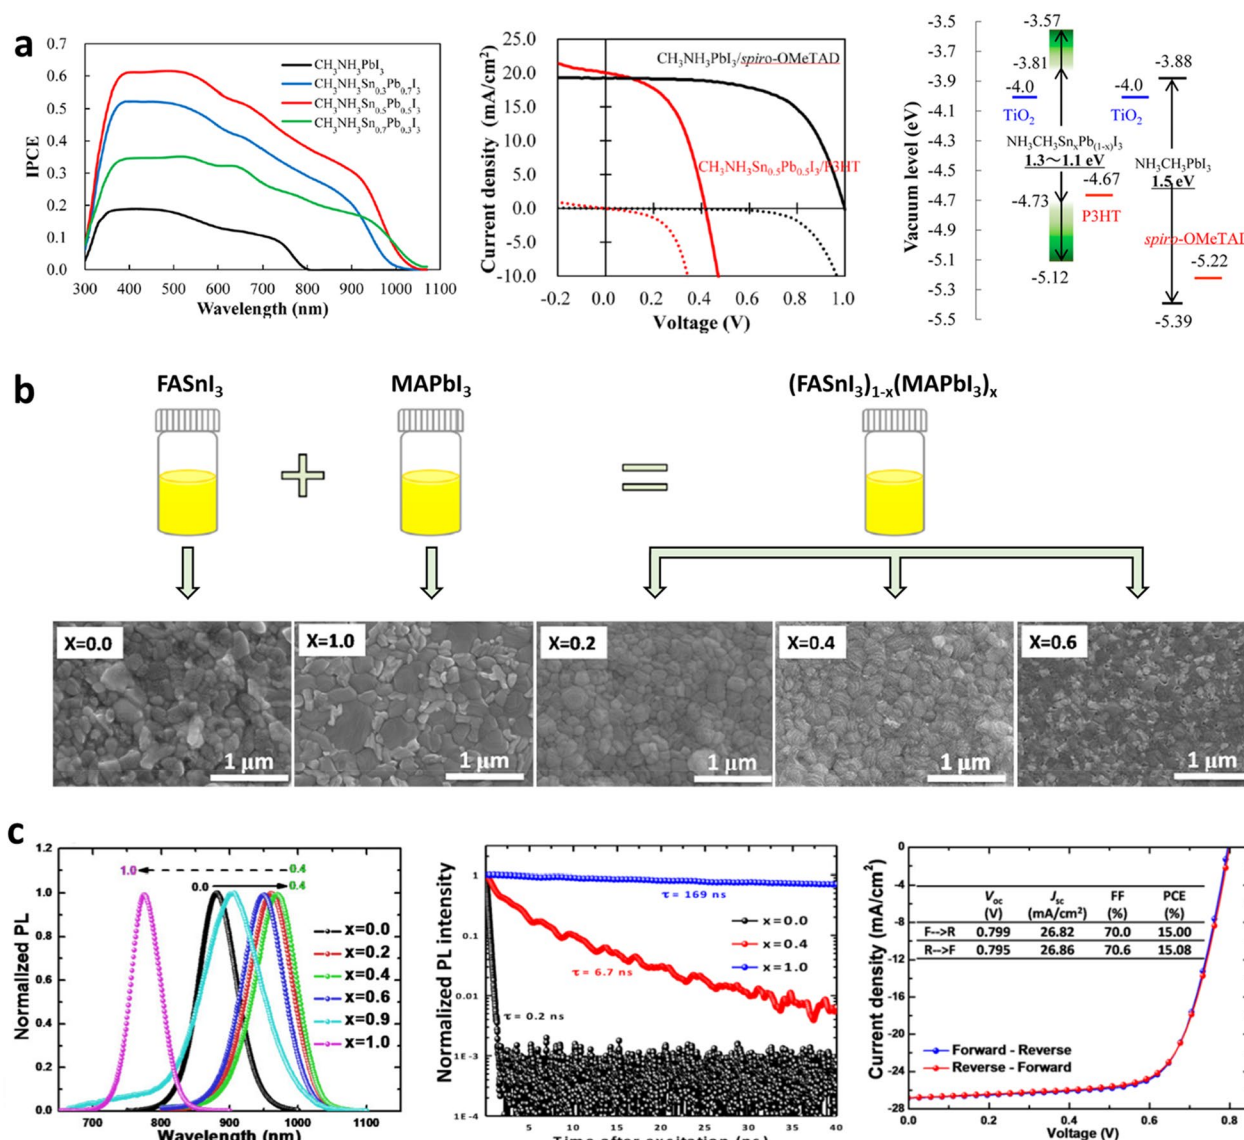 a
0.7
0.6
0.5
0.4
0.3
0.2
0.1
0.0
IPCE
CH₃NH₃PbI₃
CH₃NH₃Sn₀.₃Pb₀.₇I₃
CH₃NH₃Sn₀.₅Pb₀.₅I₃
CH₃NH₃Sn₀.₇Pb₀.₃I₃
300 400 500 600 700 800 900 1000 1100
Wavelength (nm)
25.0
20.0
15.0
10.0
5.0
0.0
-5.0
-10.0
Current density (mA/cm²)
CH₃NH₃PbI₃/spiro-OMeTAD
CH₃NH₃Sn₀.₅Pb₀.₅I₃/P3HT
-0.2 0.0 0.2 0.4 0.6 0.8 1.0
Voltage (V)
-3.5
-3.7
-3.9
-4.1
-4.3
-4.5
-4.7
-4.9
-5.1
-5.3
-5.5
Vacuum level (eV)
-3.57
-3.81
-3.88
-4.0
TiO₂
-4.0
TiO₂
NH₃CH₃SnₓPb₍₁₋ₓ₎I₃
1.3～1.1 eV
NH₃CH₃PbI₃
1.5 eV
-4.67
-4.73
P3HT
spiro-OMeTAD
-5.22
-5.12
-5.39
b
FASnI₃
MAPbI₃
(FASnI₃)₁₋ₓ(MAPbI₃)ₓ
X=0.0
X=1.0
X=0.2
X=0.4
X=0.6
1 µm
1 µm
1 µm
1 µm
1 µm
c
1.2
1.0
0.8
0.6
0.4
0.2
0.0
Normalized PL
1.0
0.4
0.0
0.4
x=0.0
x=0.2
x=0.4
x=0.6
x=0.9
x=1.0
700 800 900 1000 1100
Wavelength (nm)
1
0.1
0.01
1E-3
1E-4
Normalized PL intensity
τ = 169 ns
τ = 6.7 ns
τ = 0.2 ns
x=0.0
x=0.4
x=1.0
5 10 15 20 25 30 35 40
Time after excitation (ns)
0
-4
-8
-12
-16
-20
-24
-28
Current density (mA/cm²)
Voc Jsc FF PCE
(V) (mA/cm²) (%) (%)
F-->R 0.799 26.82 70.0 15.00
R-->F 0.795 26.86 70.6 15.08
Forward - Reverse
Reverse - Forward
0.0 0.2 0.4 0.6 0.8
Voltage (V)